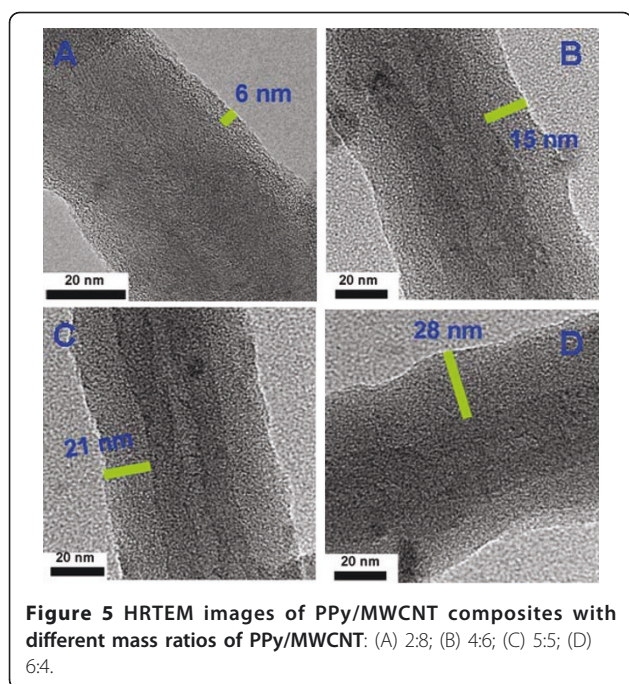 A
6 nm
20 nm
B
15 nm
20 nm
C
21 nm
20 nm
28 nm
D
20 nm
Figure 5 HRTEM images of PPy/MWCNT composites with
different mass ratios of PPy/MWCNT: (A) 2:8; (B) 4:6; (C) 5:5; (D)
6:4.